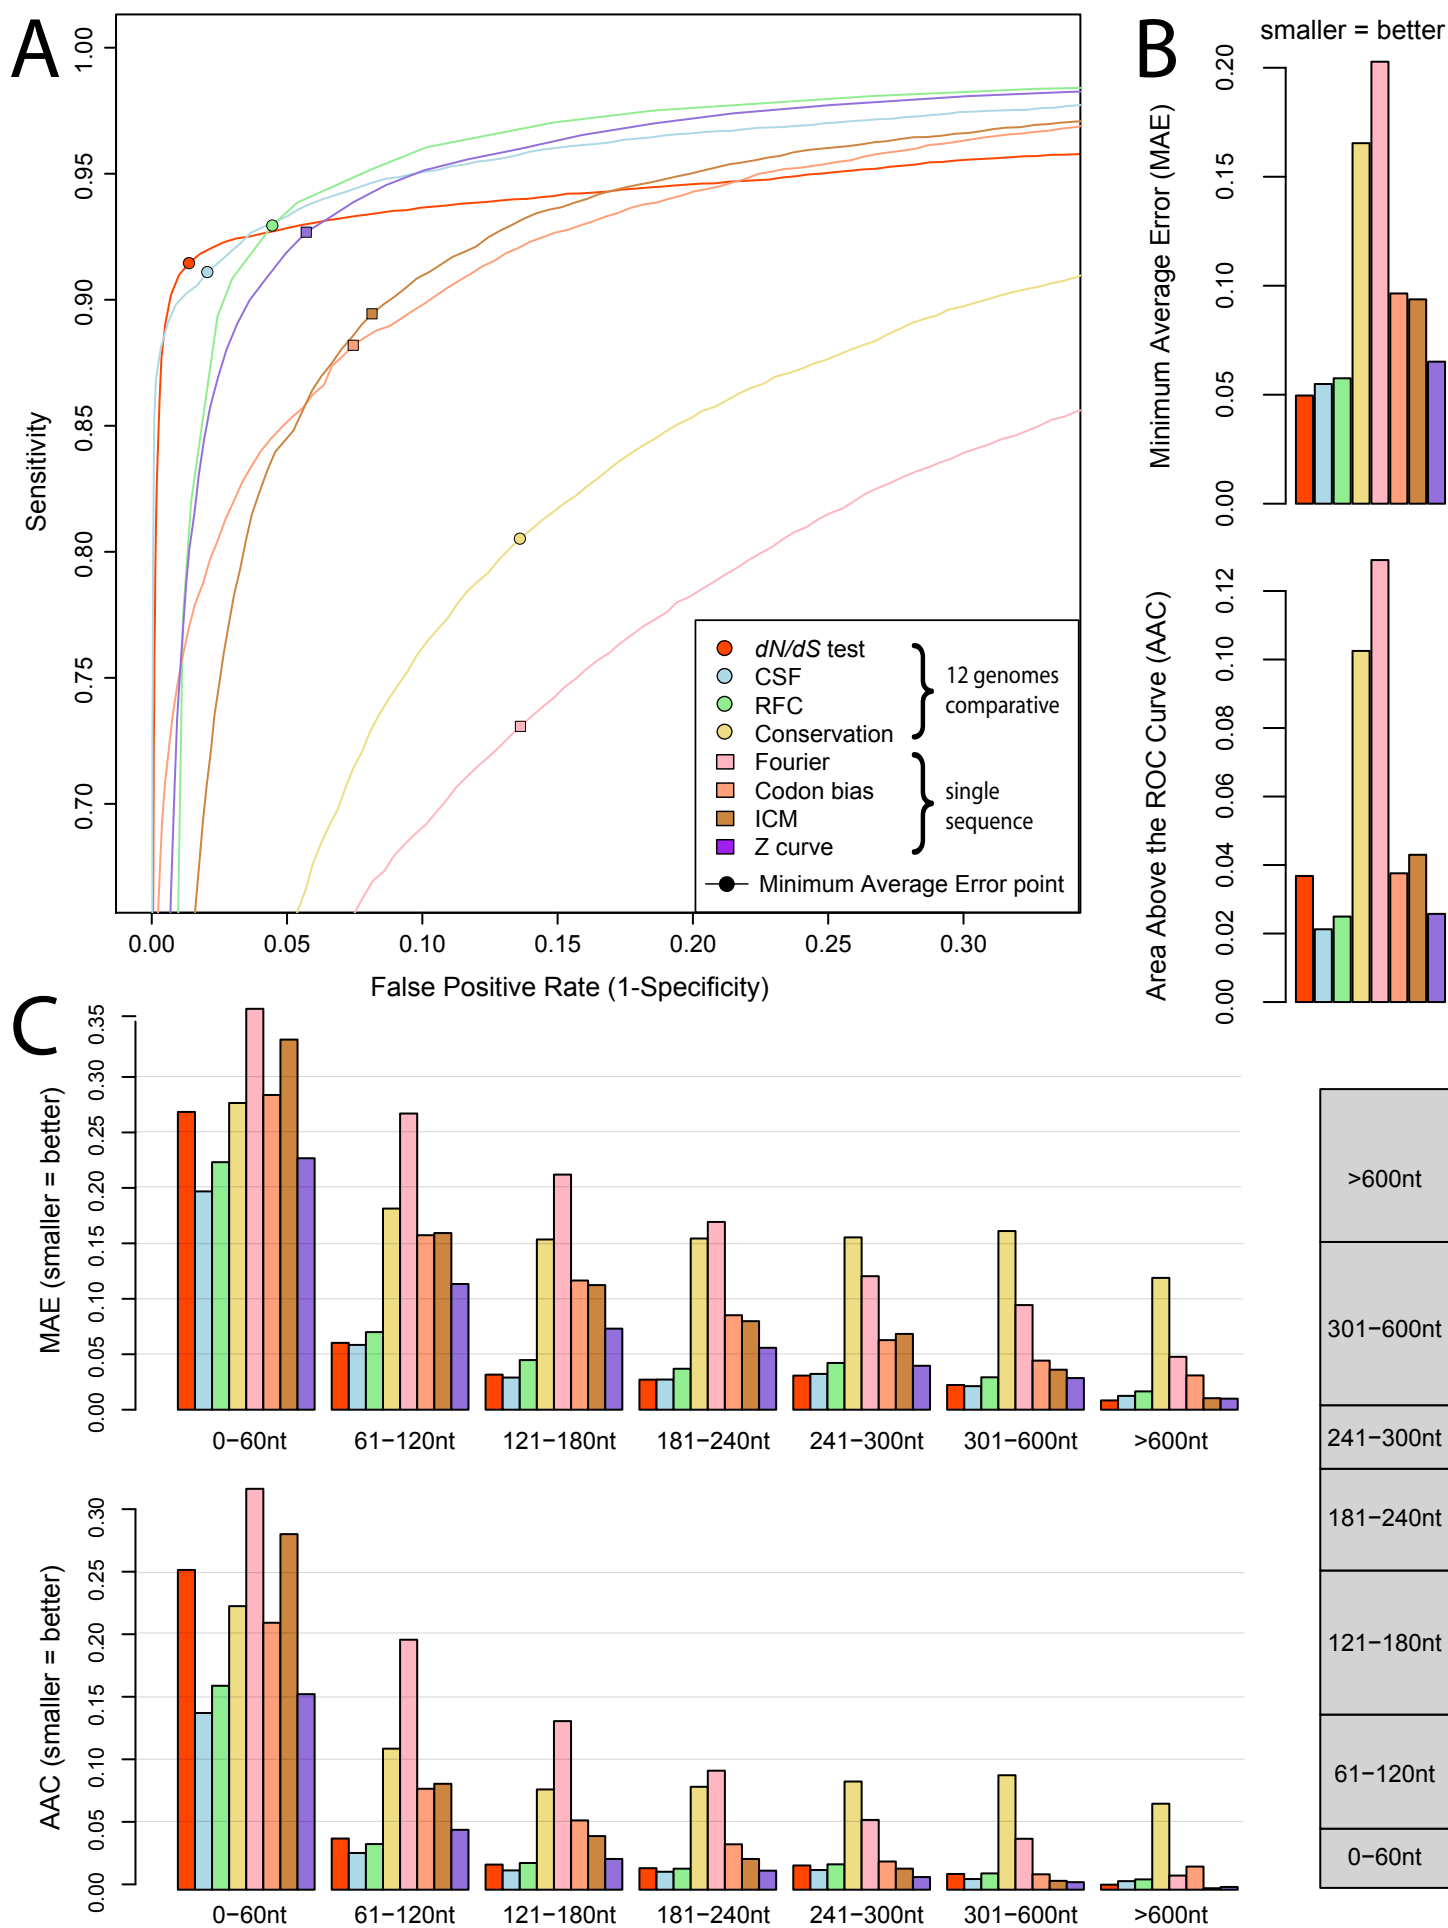 A
1.00
0.95
0.90
0.85
0.80
0.75
0.70
Sensitivity
dN/dS test
CSF
RFC
Conservation
12 genomes
comparative
Fourier
Codon bias
ICM
Z curve
single
sequence
Minimum Average Error point
0.00 0.05 0.10 0.15 0.20 0.25 0.30
False Positive Rate (1-Specificity)
B
smaller = better
0.20
0.15
0.10
0.05
0.00
Minimum Average Error (MAE)
0.12
0.10
0.08
0.06
0.04
0.02
0.00
Area Above the ROC Curve (AAC)
C
0.35
0.30
0.25
0.20
0.15
0.10
0.05
0.00
MAE (smaller = better)
0−60nt 61−120nt 121−180nt 181−240nt 241−300nt 301−600nt >600nt
0.30
0.25
0.20
0.15
0.10
0.05
0.00
AAC (smaller = better)
0−60nt 61−120nt 121−180nt 181−240nt 241−300nt 301−600nt >600nt
>600nt
301−600nt
241−300nt
181−240nt
121−180nt
61−120nt
0−60nt